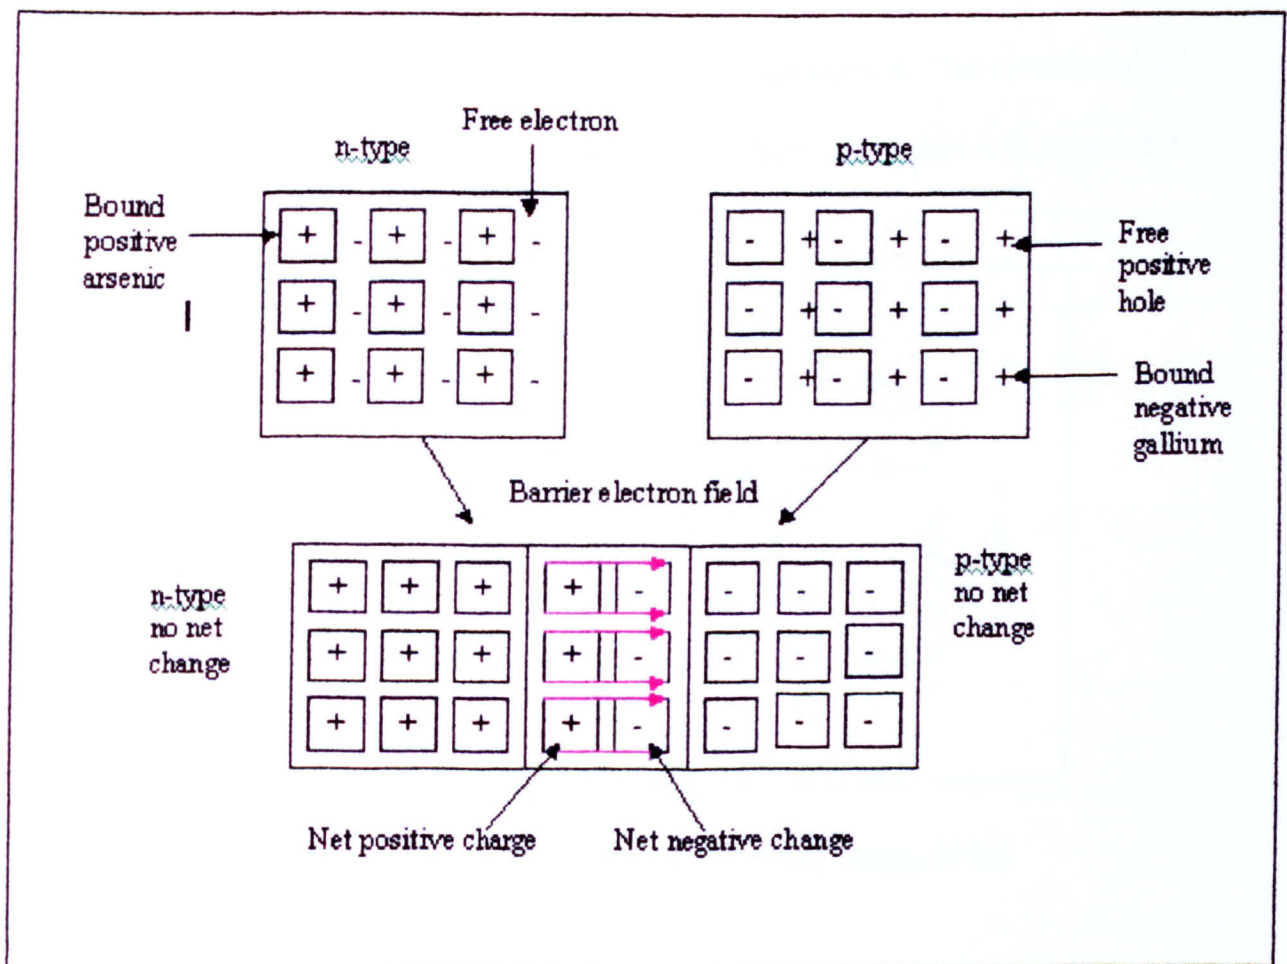 Free electron
n-type
p-type
Bound
positive
arsenic
+ - + - + -
+ - + - + -
+ - + - + -
- + - + - +
- + - + - +
- + - + - +
Free
positive
hole
Bound
negative
gallium
Barrier electron field
n-type
no net
change
+ + + + - - - -
+ + + + - - - -
+ + + + - - - -
p-type
no net
change
Net positive charge
Net negative change